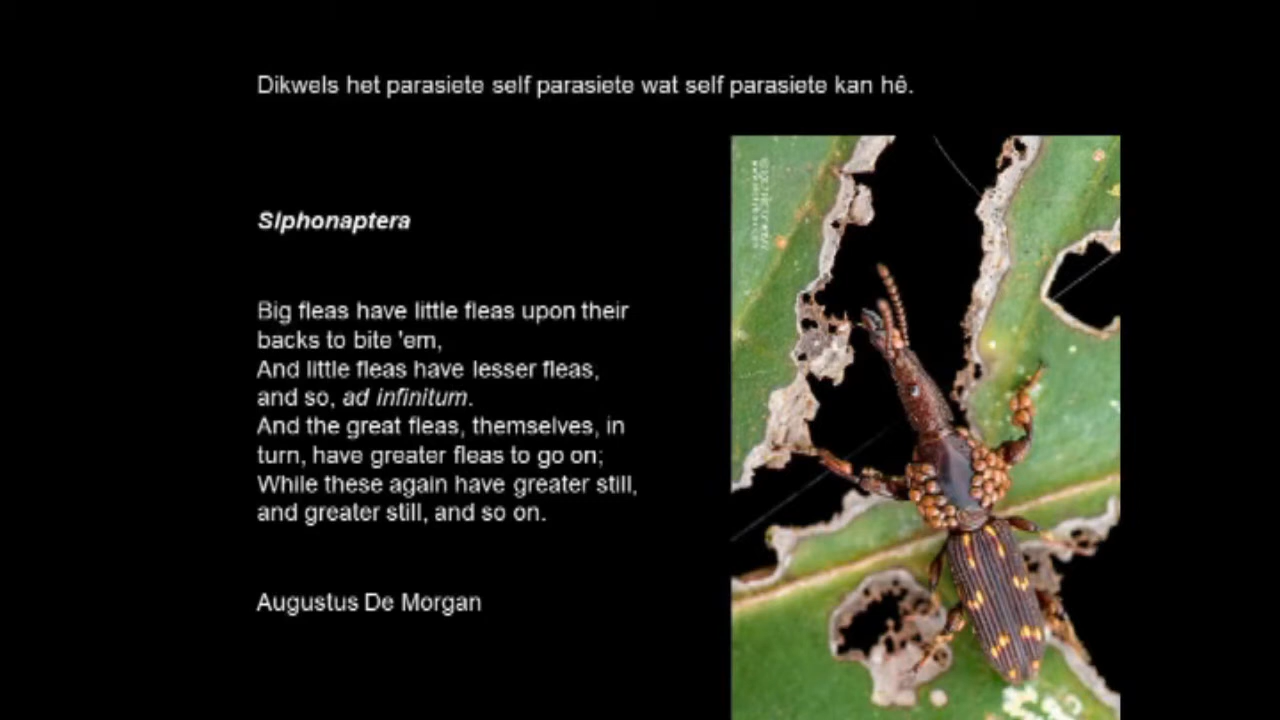 Dikwels het parasiete self parasiete wat self parasiete kan hê.
Siphonaptera
Big fleas have little fleas upon their
backs to bite 'em,
And little fleas have lesser fleas,
and so, ad infinitum.
And the great fleas, themselves, in
turn, have greater fleas to go on;
While these again have greater still,
and greater still, and so on.
Augustus De Morgan